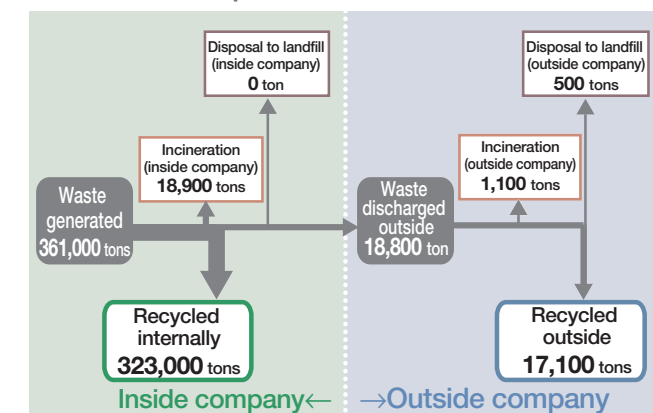 Disposal to landfill
(inside company)
0 ton
Disposal to landfill
(outside company)
500 tons
Incineration
(inside company)
18,900 tons
Incineration
(outside company)
1,100 tons
Waste
generated
361,000 tons
Waste
discharged
outside
18,800 ton
Recycled
internally
323,000 tons
Recycled
outside
17,100 tons
Inside company←
→Outside company